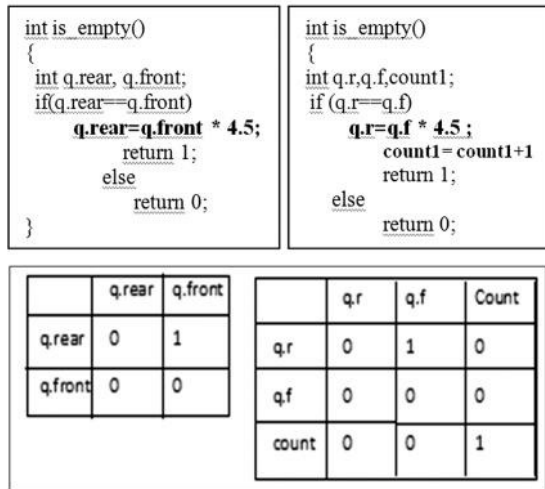 int is_empty()
{
int q.rear, q.front;
if(q.rear==q.front)
q.rear=q.front * 4.5;
return 1;
else
return 0;
}
int is_empty()
{
int q.r,q.f,count1;
if (q.r==q.f)
q.r=q.f * 4.5 ;
count1= count1+1
return 1;
else
return 0;
q.rear q.front
q.rear 0 1
q.front 0 0
q.r q.f Count
q.r 0 1 0
q.f 0 0 0
count 0 0 1